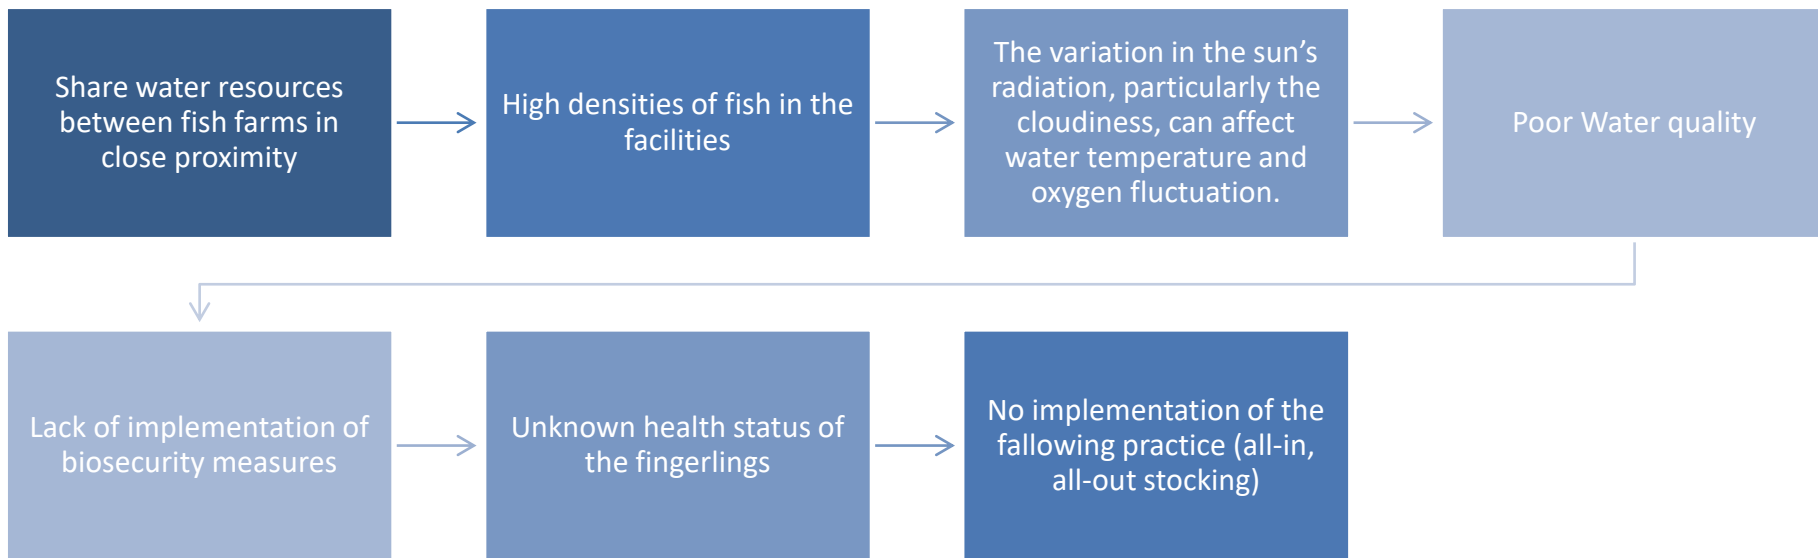 Share water resources
between fish farms in
close proximity
High densities of fish in the
facilities
The variation in the sun’s
radiation, particularly the
cloudiness, can affect
water temperature and
oxygen fluctuation.
Poor Water quality
Lack of implementation of
biosecurity measures
Unknown health status of
the fingerlings
No implementation of the
fallowing practice (all-in,
all-out stocking)